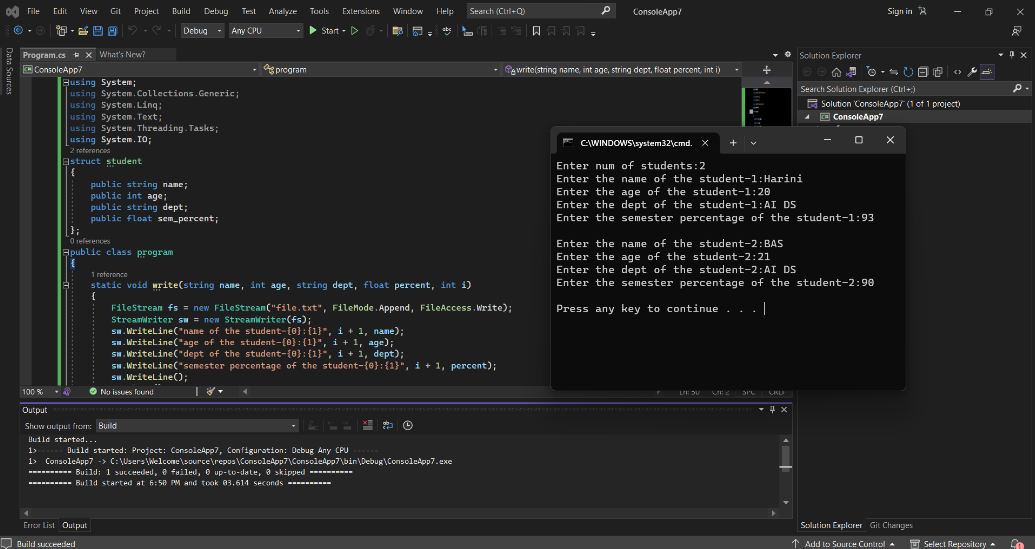 File Edit View Git Project Build Debug Test Analyze Tools Extensions Window Help Search (Ctrl+Q) ConsoleApp7 Sign in
Debug Any CPU Start
Data Sources
Program.cs What's New?
ConsoleApp7 program write(string name, int age, string dept, float percent, int i)
using System;
using System.Collections.Generic;
using System.Linq;
using System.Text;
using System.Threading.Tasks;
using System.IO;
2 references
struct student
{
public string name;
public int age;
public string dept;
public float sem_percent;
};
0 references
public class program
{
1 reference
static void write(string name, int age, string dept, float percent, int i)
{
FileStream fs = new FileStream("file.txt", FileMode.Append, FileAccess.Write);
StreamWriter sw = new StreamWriter(fs);
sw.WriteLine("name of the student-{0}:{1}", i + 1, name);
sw.WriteLine("age of the student-{0}:{1}", i + 1, age);
sw.WriteLine("dept of the student-{0}:{1}", i + 1, dept);
sw.WriteLine("semester percentage of the student-{0}:{1}", i + 1, percent);
sw.WriteLine();
100 % No issues found
C:\WINDOWS\system32\cmd.
Enter num of students:2
Enter the name of the student-1:Harini
Enter the age of the student-1:20
Enter the dept of the student-1:AI DS
Enter the semester percentage of the student-1:93
Enter the name of the student-2:BAS
Enter the age of the student-2:21
Enter the dept of the student-2:AI DS
Enter the semester percentage of the student-2:90
Press any key to continue . . .
Solution Explorer
Search Solution Explorer (Ctrl+;)
Solution 'ConsoleApp7' (1 of 1 project)
ConsoleApp7
Output
Show output from: Build
Build started...
1>------ Build started: Project: ConsoleApp7, Configuration: Debug Any CPU ------
1> ConsoleApp7 -> C:\Users\Welcome\source\repos\ConsoleApp7\ConsoleApp7\bin\Debug\ConsoleApp7.exe
========== Build: 1 succeeded, 0 failed, 0 up-to-date, 0 skipped ==========
========== Build started at 6:50 PM and took 03.614 seconds ==========
Error List Output
Solution Explorer Git Changes
Build succeeded Add to Source Control Select Repository